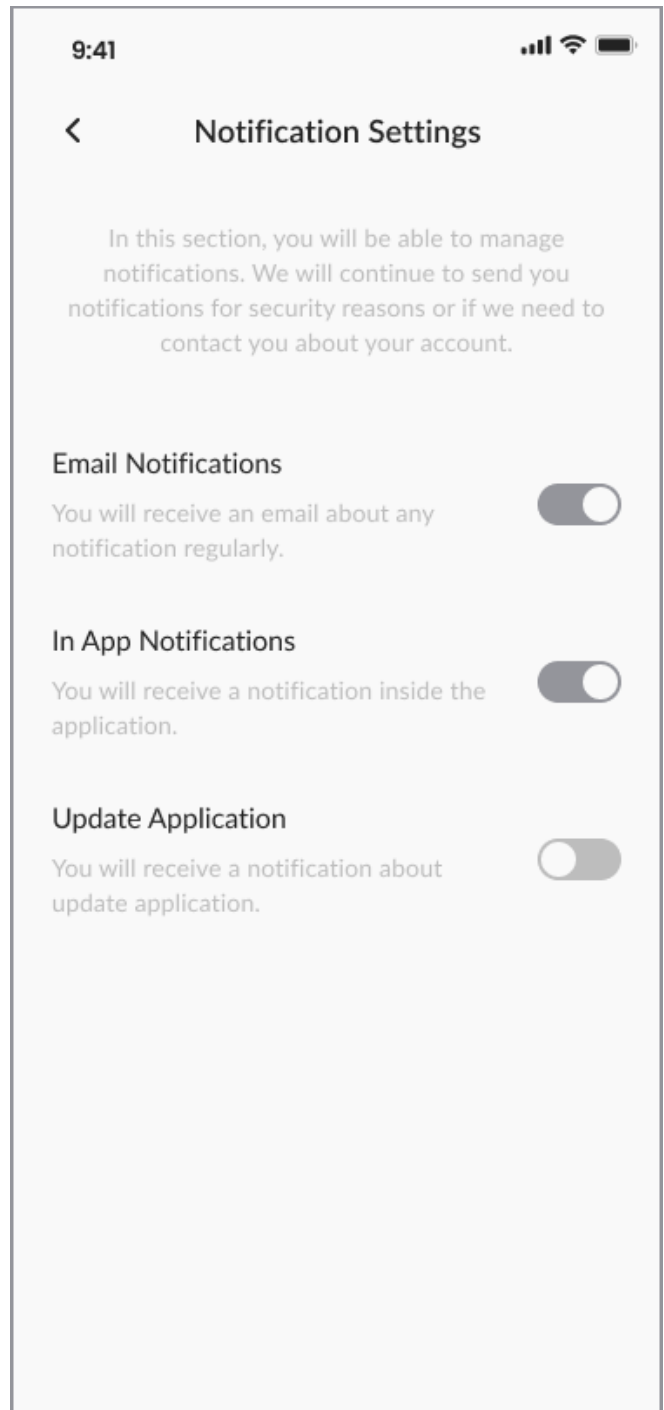 9:41
Notification Settings
In this section, you will be able to manage
notifications. We will continue to send you
notifications for security reasons or if we need to
contact you about your account.
Email Notifications
You will receive an email about any
notification regularly.
In App Notifications
You will receive a notification inside the
application.
Update Application
You will receive a notification about
update application.